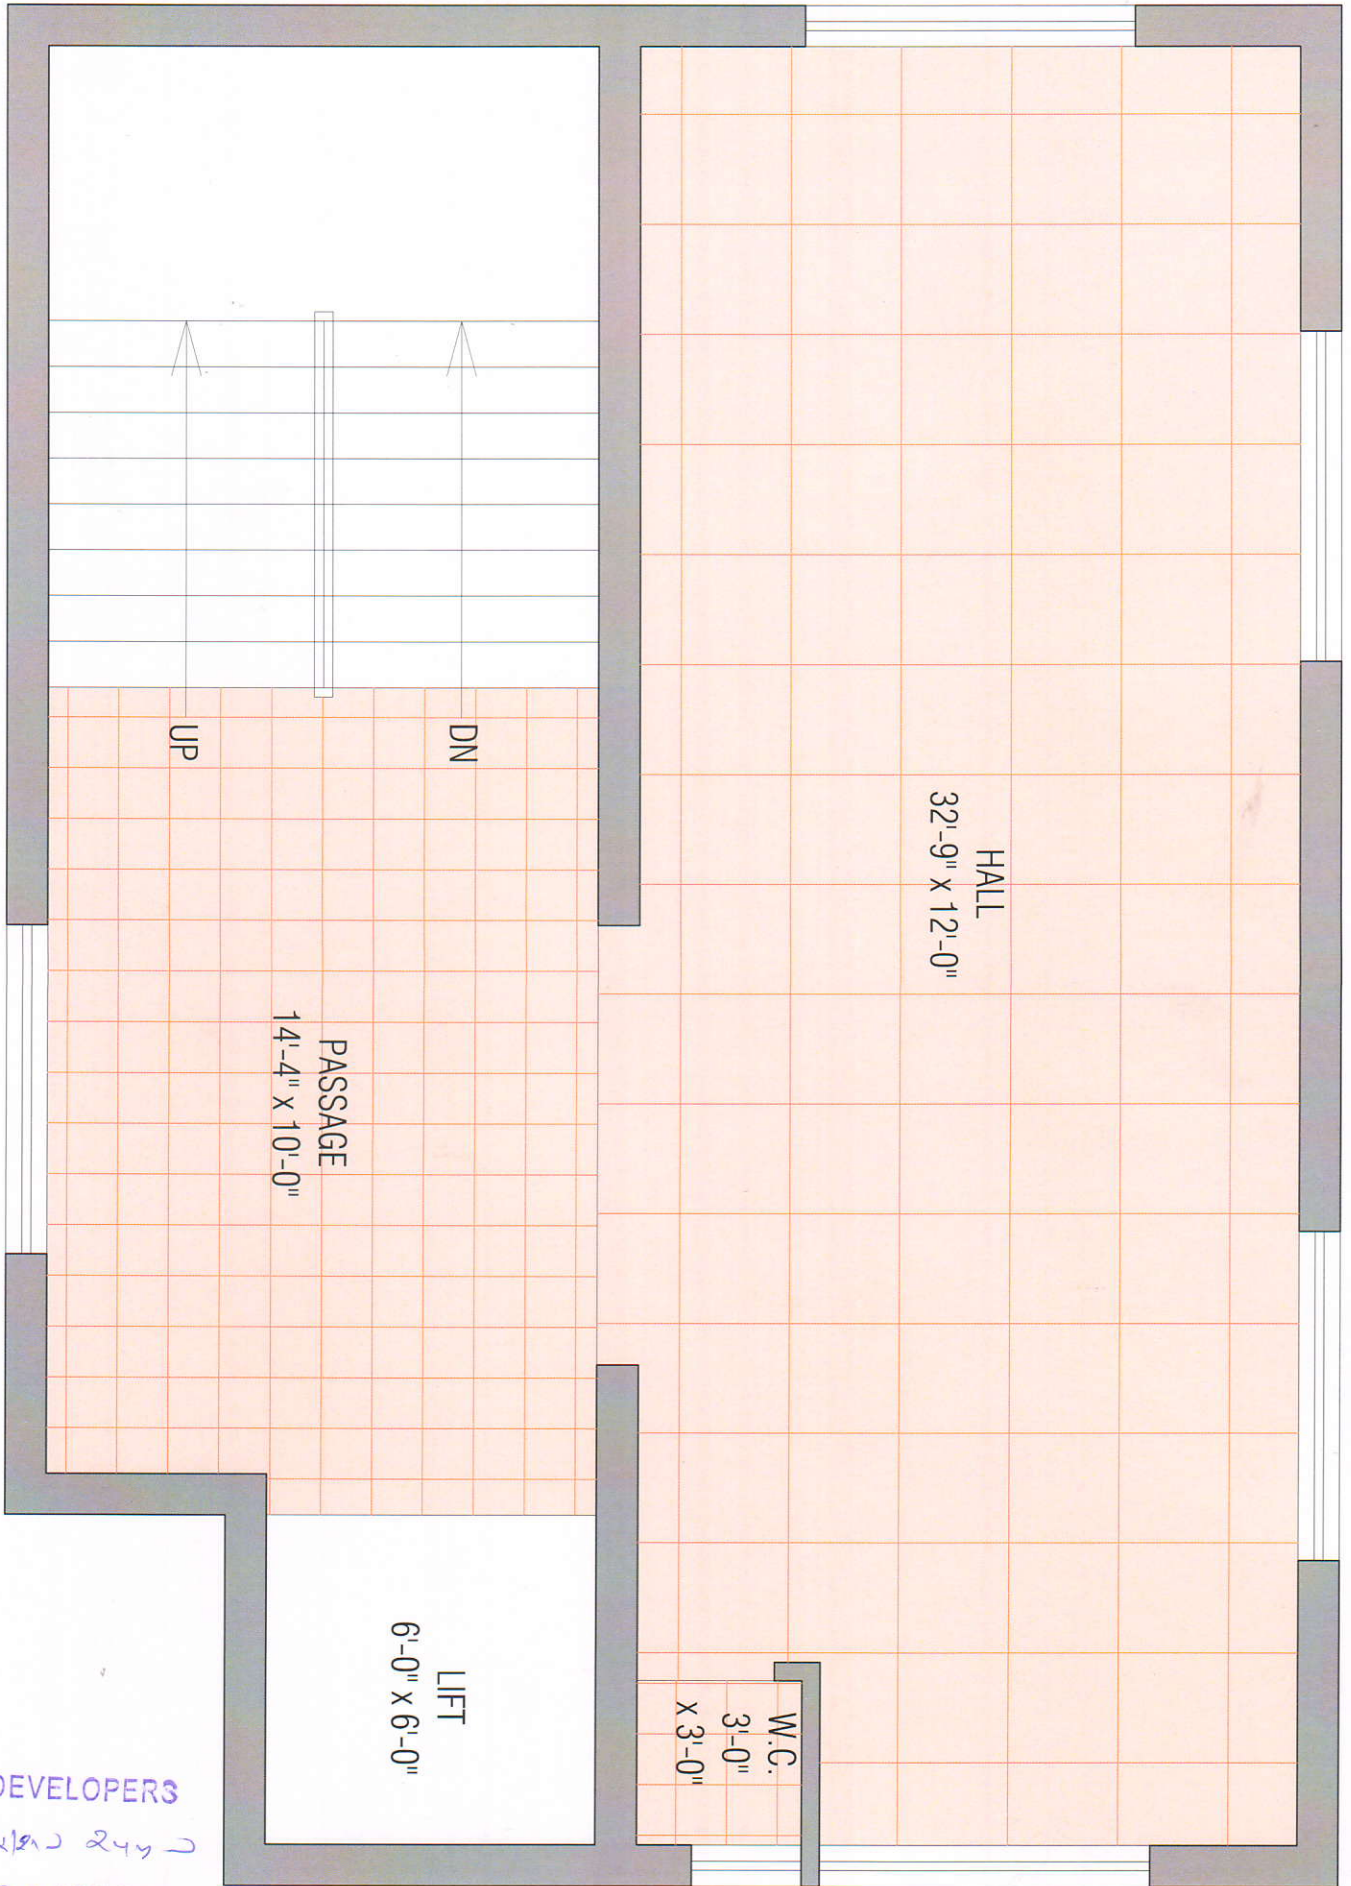 HALL
32'-9" x 12'-0"
DN
UP
PASSAGE
14'-4" x 10'-0"
W.C.
3'-0"
x 3'-0"
LIFT
6'-0" x 6'-0"
DEVELOPERS